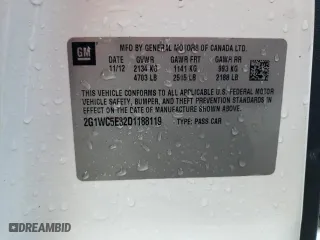 GM
MFD BY GENERAL MOTORS OF CANADA LTD.
11/12 GVWR GAWR FRT GAWR RR
2134 KG 1141 KG 993 KG
4703 LB 2515 LB 2188 LB
THIS VEHICLE CONFORMS TO ALL APPLICABLE U.S. FEDERAL MOTOR
VEHICLE SAFETY, BUMPER, AND THEFT PREVENTION STANDARDS IN
EFFECT ON THE DATE OF MANUFACTURE SHOWN ABOVE.
2G1WC5E32D1188119 TYPE: PASS CAR
DREAMBID